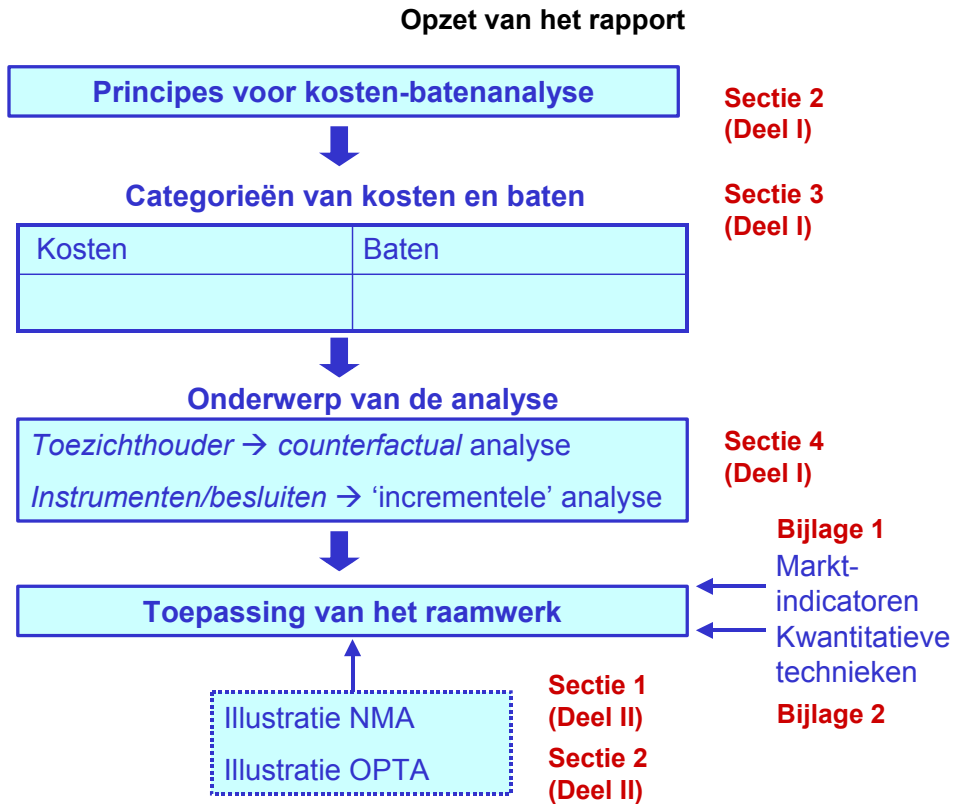 Opzet van het rapport
Principes voor kosten-batenanalyse
Sectie 2
(Deel I)
Categorieën van kosten en baten
Sectie 3
(Deel I)
Kosten
Baten
Onderwerp van de analyse
Toezichthouder → counterfactual analyse
Instrumenten/besluiten → ‘incrementele’ analyse
Sectie 4
(Deel I)
Bijlage 1
Markt-
indicatoren
Toepassing van het raamwerk
Kwantitatieve
technieken
Bijlage 2
Illustratie NMA
Sectie 1
(Deel II)
Illustratie OPTA
Sectie 2
(Deel II)